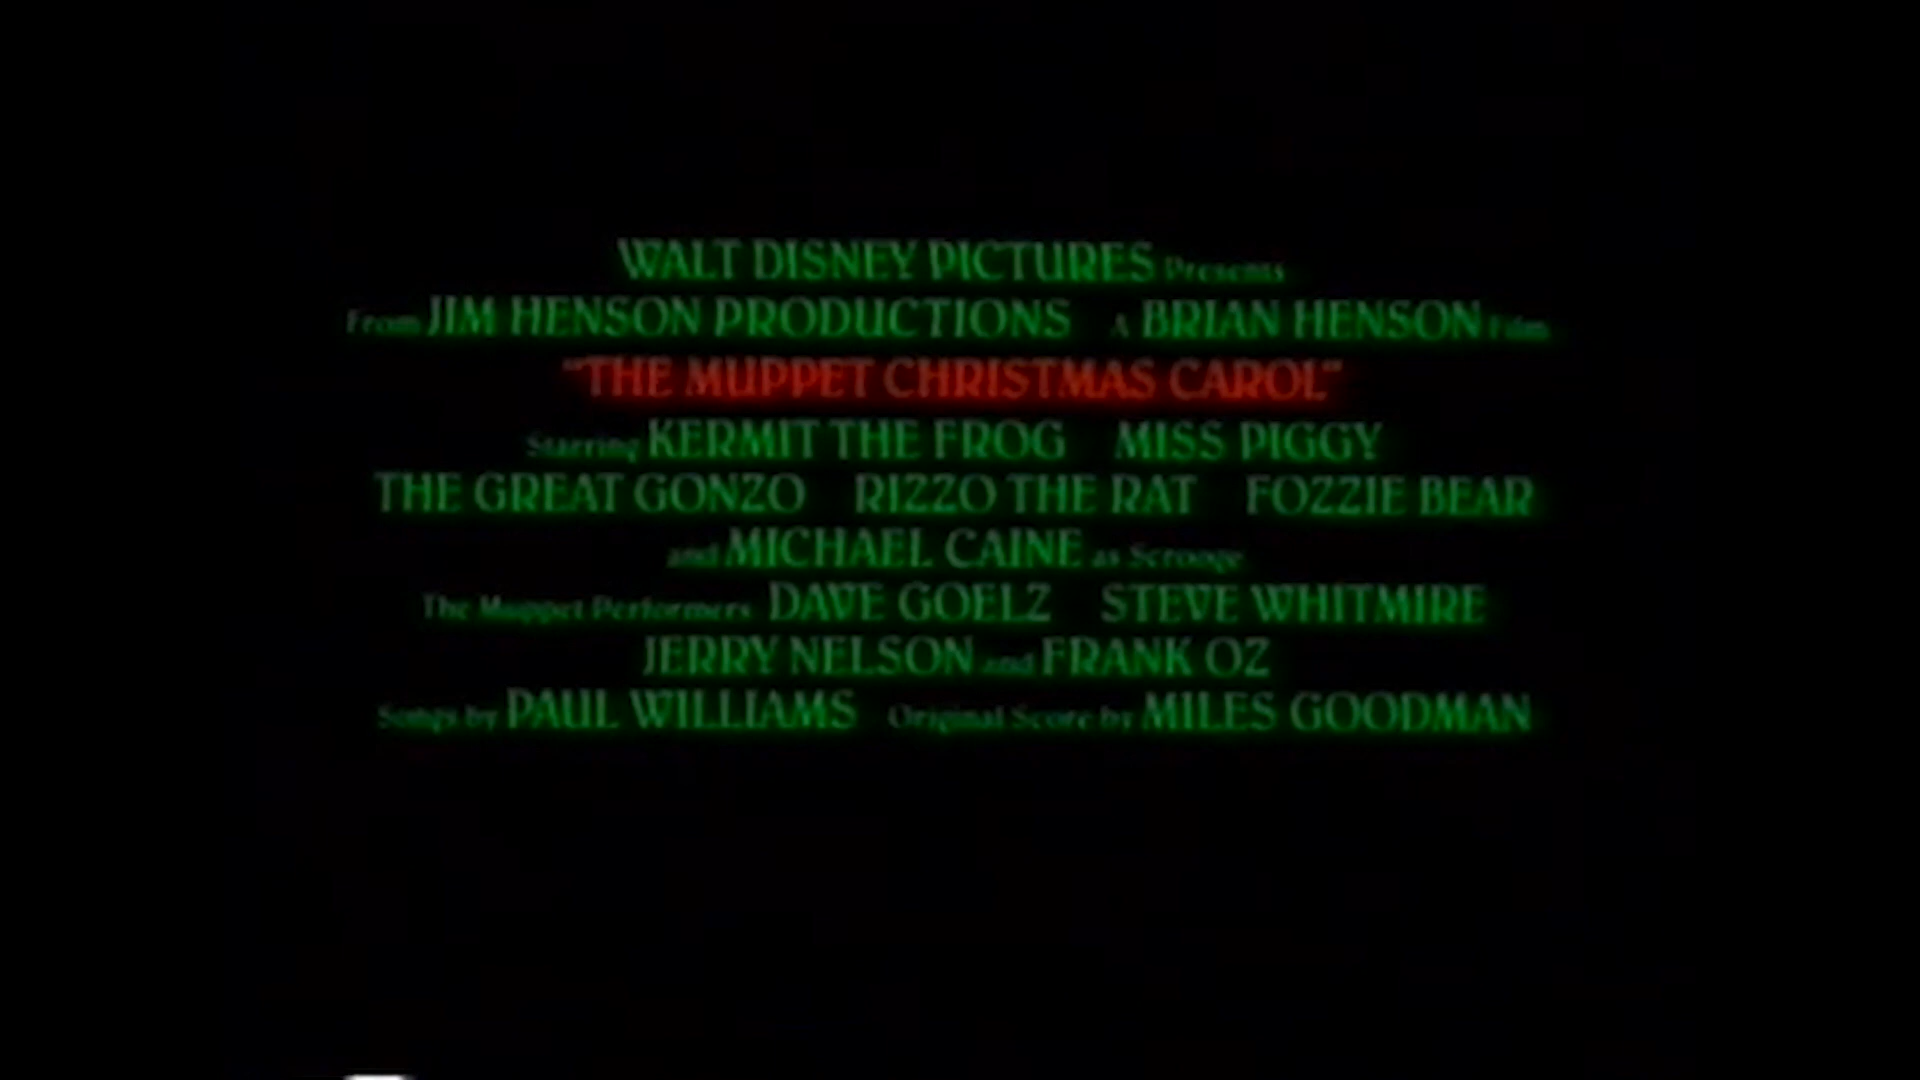 WALT DISNEY PICTURES Presents
From JIM HENSON PRODUCTIONS A BRIAN HENSON Film
"THE MUPPET CHRISTMAS CAROL"
Starring KERMIT THE FROG MISS PIGGY
THE GREAT GONZO RIZZO THE RAT FOZZIE BEAR
and MICHAEL CAINE as Scrooge
The Muppet Performers DAVE GOELZ STEVE WHITMIRE
JERRY NELSON and FRANK OZ
Songs by PAUL WILLIAMS Original Score by MILES GOODMAN